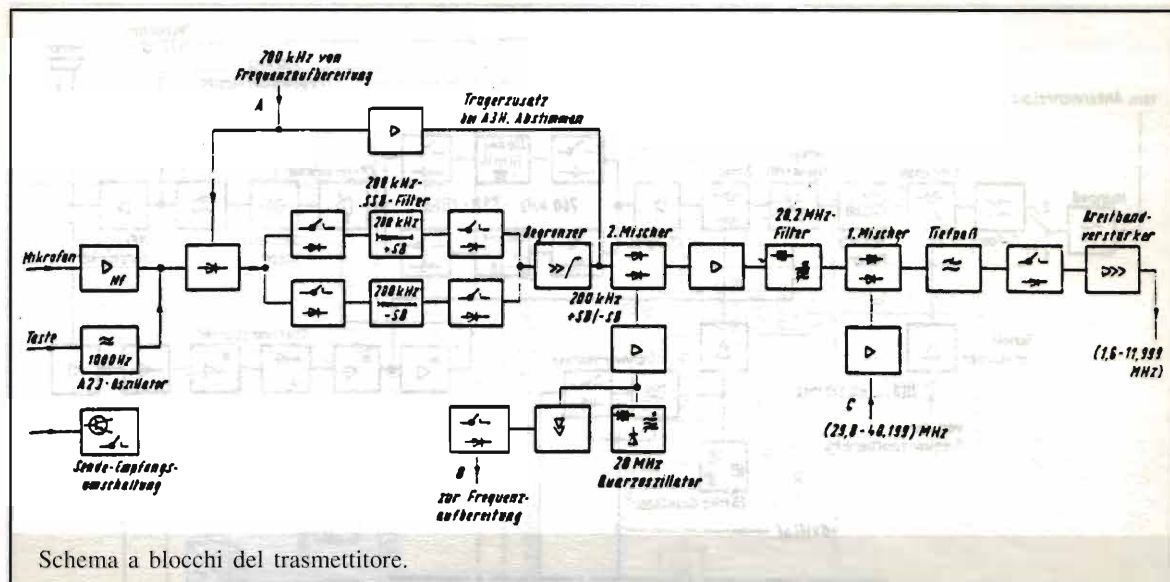 200 kHz von
Frequenzaufbereitung
A
Trägerzusatz
bei A3H, Abstimmen
200 kHz-
SSB-Filter
200 kHz
+SB
Mikrofon
Nf
Begrenzer
2. Mischer
20,2 MHz-
Filter
1. Mischer
Tiefpaß
Breitband-
verstärker
200 kHz
-SB
200 kHz
+SB/-SB
Taste
1000 Hz
A2J-Oszillator
(1,6-11,999
MHz)
C
(29,8-40,199) MHz
Sende-Empfangs-
umschaltung
B
zur Frequenz-
aufbereitung
20 MHz
Quarzoszillator
Schema a blocchi del trasmettitore.